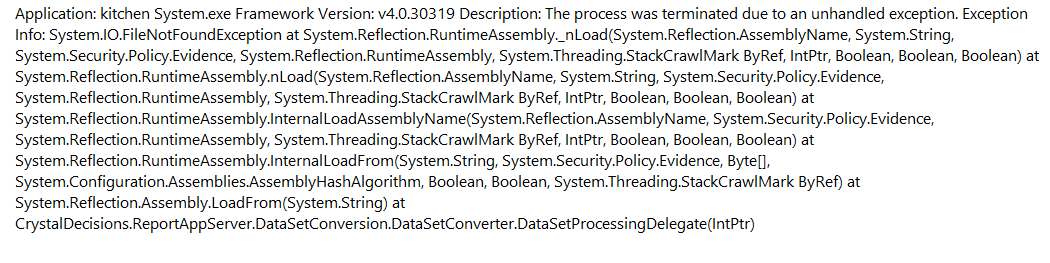 Application: kitchen System.exe Framework Version: v4.0.30319 Description: The process was terminated due to an unhandled exception. Exception
Info: System.IO.FileNotFoundException at System.Reflection.RuntimeAssembly._nLoad(System.Reflection.AssemblyName, System.String,
System.Security.Policy.Evidence, System.Reflection.RuntimeAssembly, System.Threading.StackCrawlMark ByRef, IntPtr, Boolean, Boolean, Boolean) at
System.Reflection.RuntimeAssembly.nLoad(System.Reflection.AssemblyName, System.String, System.Security.Policy.Evidence,
System.Reflection.RuntimeAssembly, System.Threading.StackCrawlMark ByRef, IntPtr, Boolean, Boolean, Boolean) at
System.Reflection.RuntimeAssembly.InternalLoadAssemblyName(System.Reflection.AssemblyName, System.Security.Policy.Evidence,
System.Reflection.RuntimeAssembly, System.Threading.StackCrawlMark ByRef, IntPtr, Boolean, Boolean, Boolean) at
System.Reflection.RuntimeAssembly.InternalLoadFrom(System.String, System.Security.Policy.Evidence, Byte[],
System.Configuration.Assemblies.AssemblyHashAlgorithm, Boolean, Boolean, System.Threading.StackCrawlMark ByRef) at
System.Reflection.Assembly.LoadFrom(System.String) at
CrystalDecisions.ReportAppServer.DataSetConversion.DataSetConverter.DataSetProcessingDelegate(IntPtr)